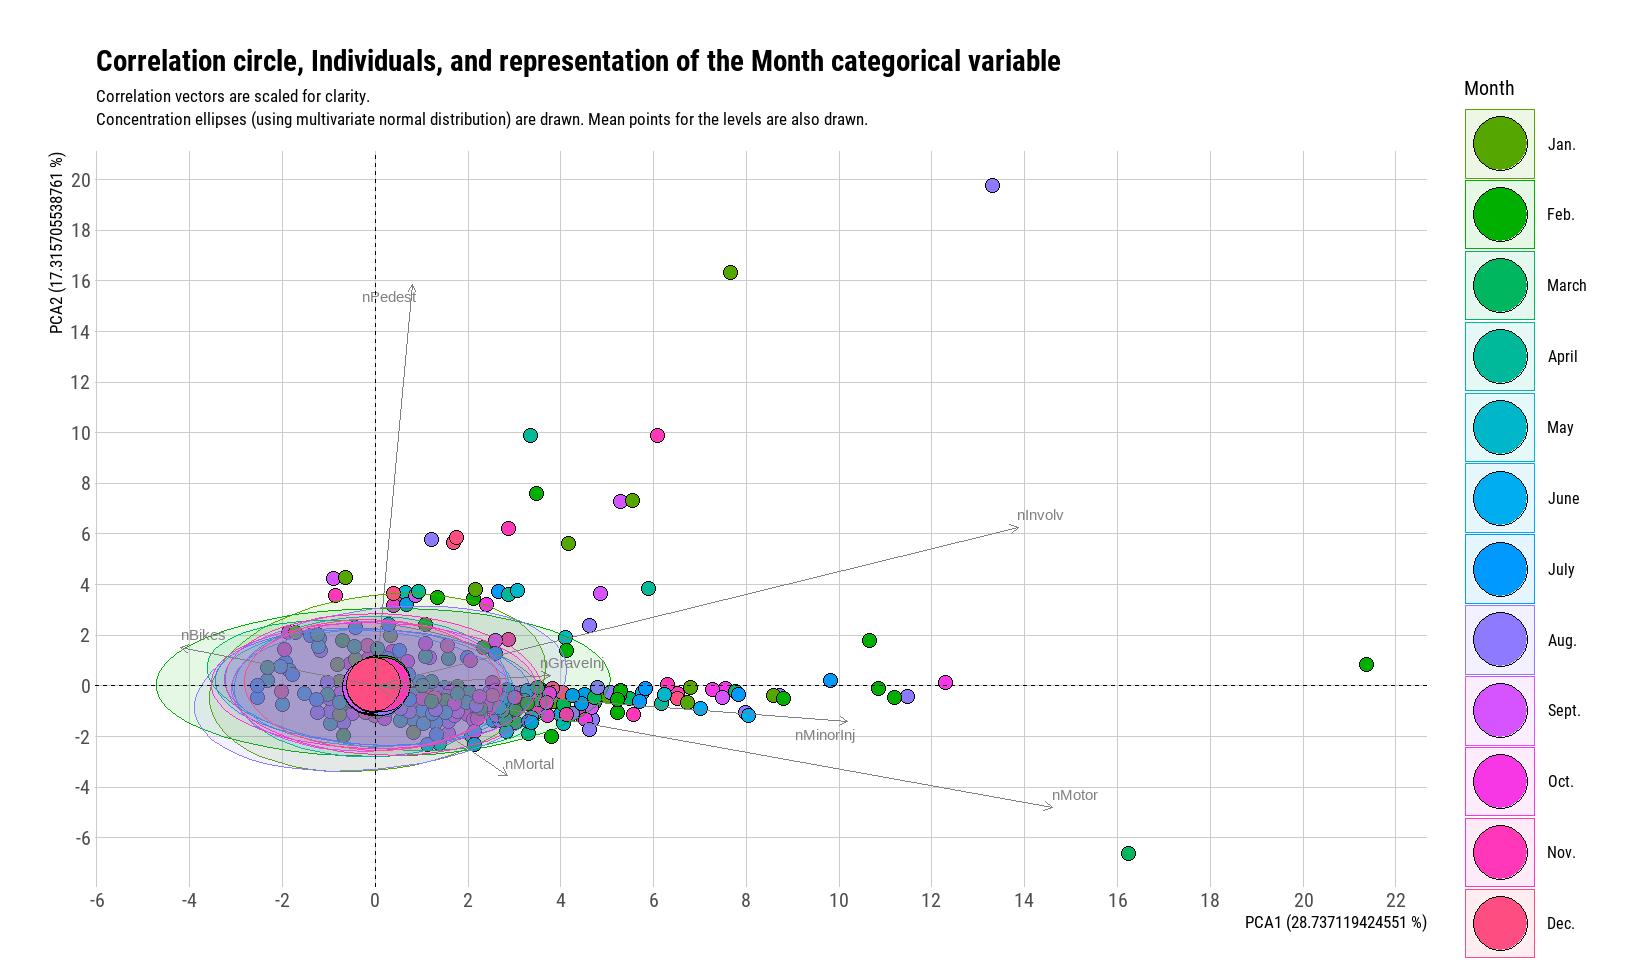 Correlation circle, Individuals, and representation of the Month categorical variable
Correlation vectors are scaled for clarity.
Concentration ellipses (using multivariate normal distribution) are drawn. Mean points for the levels are also drawn.
PCA2 (17.3157055538761 %)
20
18
16
14
12
10
8
6
4
2
0
-2
-4
-6
nPedest
nInvolv
nBikes
nGraveInj
nMinorInj
nMortal
nMotor
-6
-4
-2
0
2
4
6
8
10
12
14
16
18
20
22
PCA1 (28.737119424551 %)
Month
Jan.
Feb.
March
April
May
June
July
Aug.
Sept.
Oct.
Nov.
Dec.